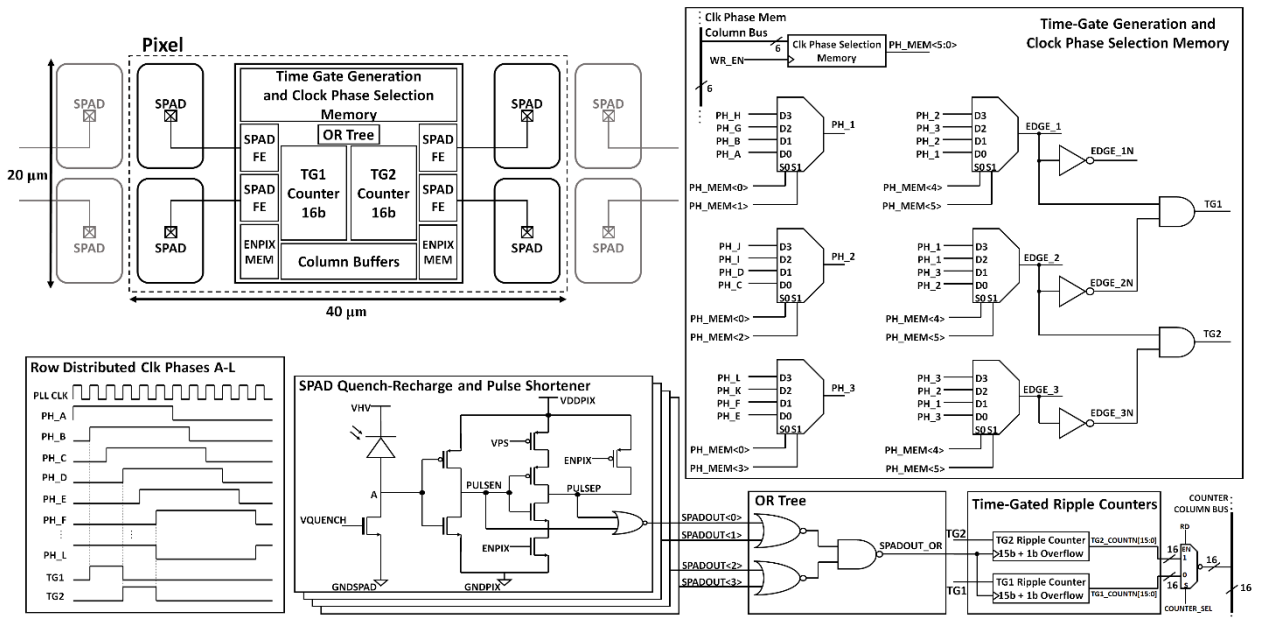 Pixel
SPAD
SPAD
SPAD
SPAD
SPAD
SPAD
SPAD
SPAD
Time Gate Generation
and Clock Phase Selection
Memory
OR Tree
SPAD
FE
SPAD
FE
SPAD
FE
SPAD
FE
TG1
Counter
16b
TG2
Counter
16b
ENPIX
MEM
ENPIX
MEM
Column Buffers
20 µm
40 µm
Clk Phase Mem
Column Bus
6
6
WR_EN
Clk Phase Selection
Memory
PH_MEM<5:0>
Time-Gate Generation and
Clock Phase Selection Memory
PH_H D3
PH_G D2
PH_B D1
PH_A D0
S0 S1
PH_1
PH_MEM<0>
PH_MEM<1>
PH_2 D3
PH_3 D2
PH_2 D1
PH_1 D0
S0 S1
EDGE_1
EDGE_1N
PH_MEM<4>
PH_MEM<5>
TG1
PH_J D3
PH_I D2
PH_D D1
PH_C D0
S0 S1
PH_2
PH_MEM<0>
PH_MEM<2>
PH_1 D3
PH_1 D2
PH_3 D1
PH_2 D0
S0 S1
EDGE_2
EDGE_2N
PH_MEM<4>
PH_MEM<5>
TG2
PH_L D3
PH_K D2
PH_F D1
PH_E D0
S0 S1
PH_3
PH_MEM<0>
PH_MEM<3>
PH_3 D3
PH_2 D2
PH_1 D1
PH_3 D0
S0 S1
EDGE_3
EDGE_3N
PH_MEM<4>
PH_MEM<5>
Row Distributed Clk Phases A-L
PLL CLK
PH_A
PH_B
PH_C
PH_D
PH_E
PH_F
PH_L
TG1
TG2
SPAD Quench-Recharge and Pulse Shortener
VHV
VDDPIX
VPS
ENPIX
A
PULSEN
PULSEP
VQUENCH
ENPIX
GNDSPAD
GNDPIX
SPADOUT<0>
SPADOUT<1>
SPADOUT<2>
SPADOUT<3>
OR Tree
SPADOUT_OR
Time-Gated Ripple Counters
TG2
TG2 Ripple Counter
15b + 1b Overflow
TG2_COUNTN[15:0]
TG1
TG1 Ripple Counter
15b + 1b Overflow
TG1_COUNTN[15:0]
16
16
RD
EN
1
0
S
COUNTER_SEL
COUNTER
COLUMN BUS
16
16